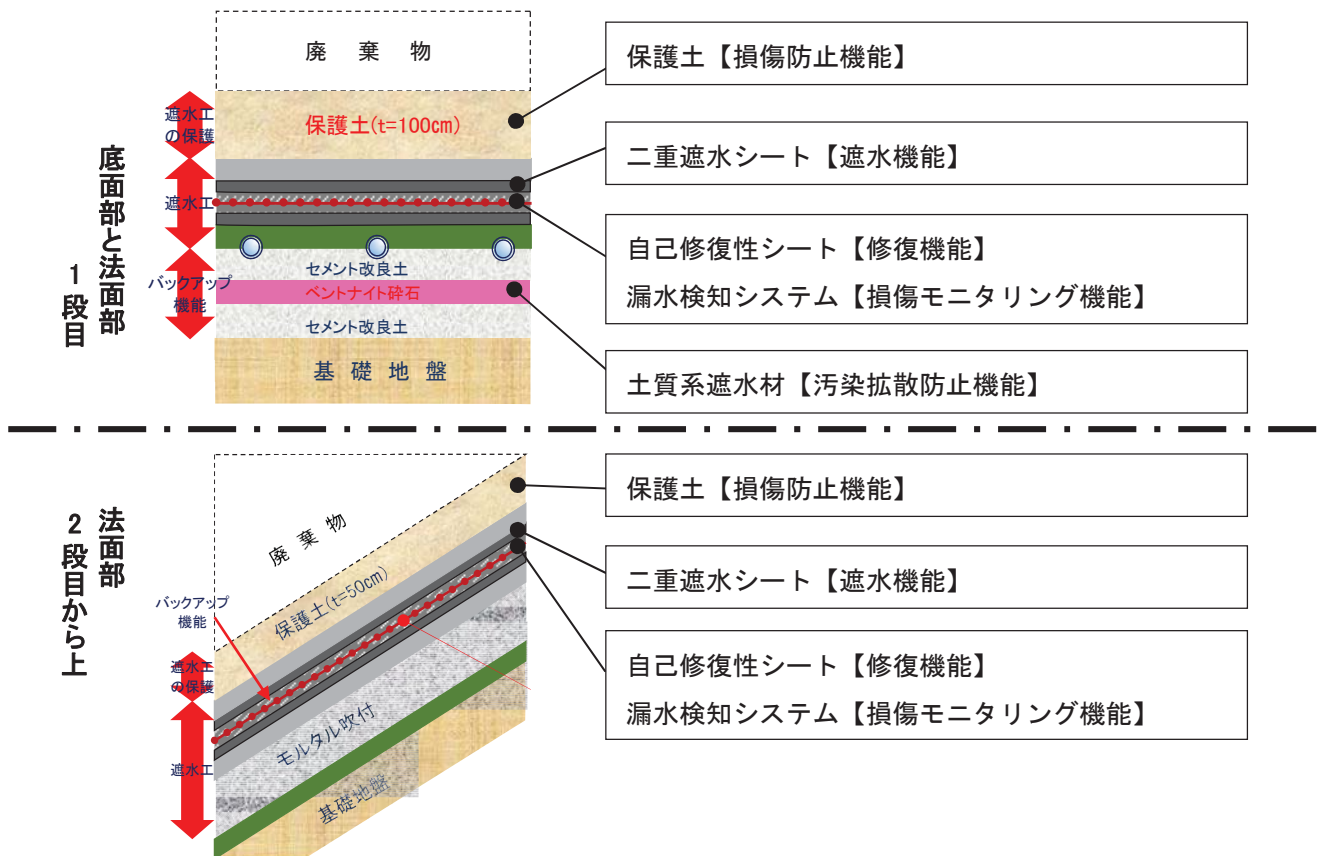 底面部と法面部
1段目
廃棄物
遮水工
の保護
保護土(t=100cm)
遮水工
バックアップ
機能
セメント改良土
ベントナイト砕石
セメント改良土
基礎地盤
保護土【損傷防止機能】
二重遮水シート【遮水機能】
自己修復性シート【修復機能】
漏水検知システム【損傷モニタリング機能】
土質系遮水材【汚染拡散防止機能】
法面部
2段目から上
廃棄物
保護土(t=50cm)
バックアップ
機能
遮水工
の保護
遮水工
モルタル吹付
基礎地盤
保護土【損傷防止機能】
二重遮水シート【遮水機能】
自己修復性シート【修復機能】
漏水検知システム【損傷モニタリング機能】